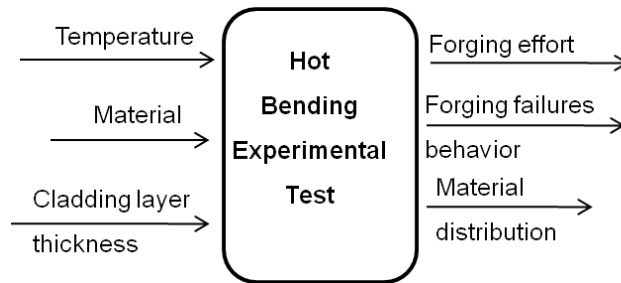 Temperature
Material
Cladding layer
thickness
Hot
Bending
Experimental
Test
Forging effort
Forging failures
behavior
Material
distribution